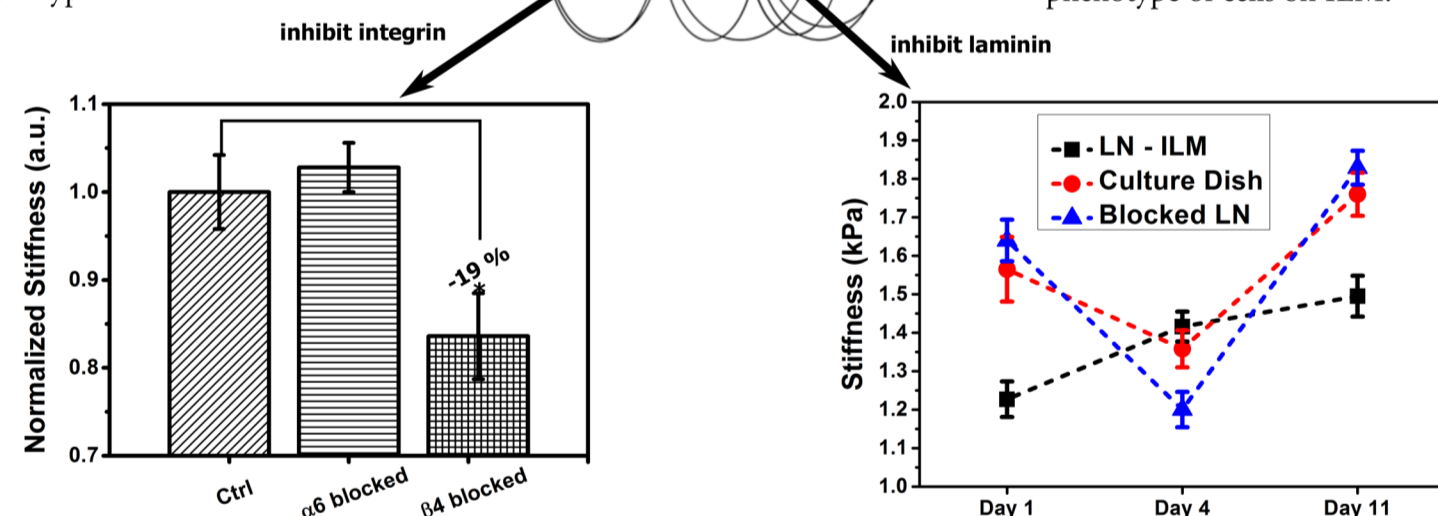 inhibit integrin
inhibit laminin
Normalized Stiffness (a.u.)
1.1
1.0
0.9
0.8
0.7
-19 %
*
Ctrl
α6 blocked
β4 blocked
Stiffness (kPa)
2.0
1.9
1.8
1.7
1.6
1.5
1.4
1.3
1.2
1.1
1.0
LN - ILM
Culture Dish
Blocked LN
Day 1
Day 4
Day 11